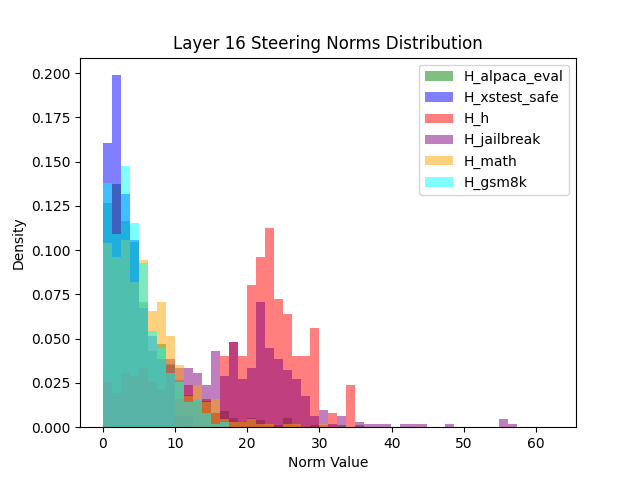 Layer 16 Steering Norms Distribution
H_alpaca_eval
H_xstest_safe
H_h
H_jailbreak
H_math
H_gsm8k
Density
0.200
0.175
0.150
0.125
0.100
0.075
0.050
0.025
0.000
0 10 20 30 40 50 60
Norm Value